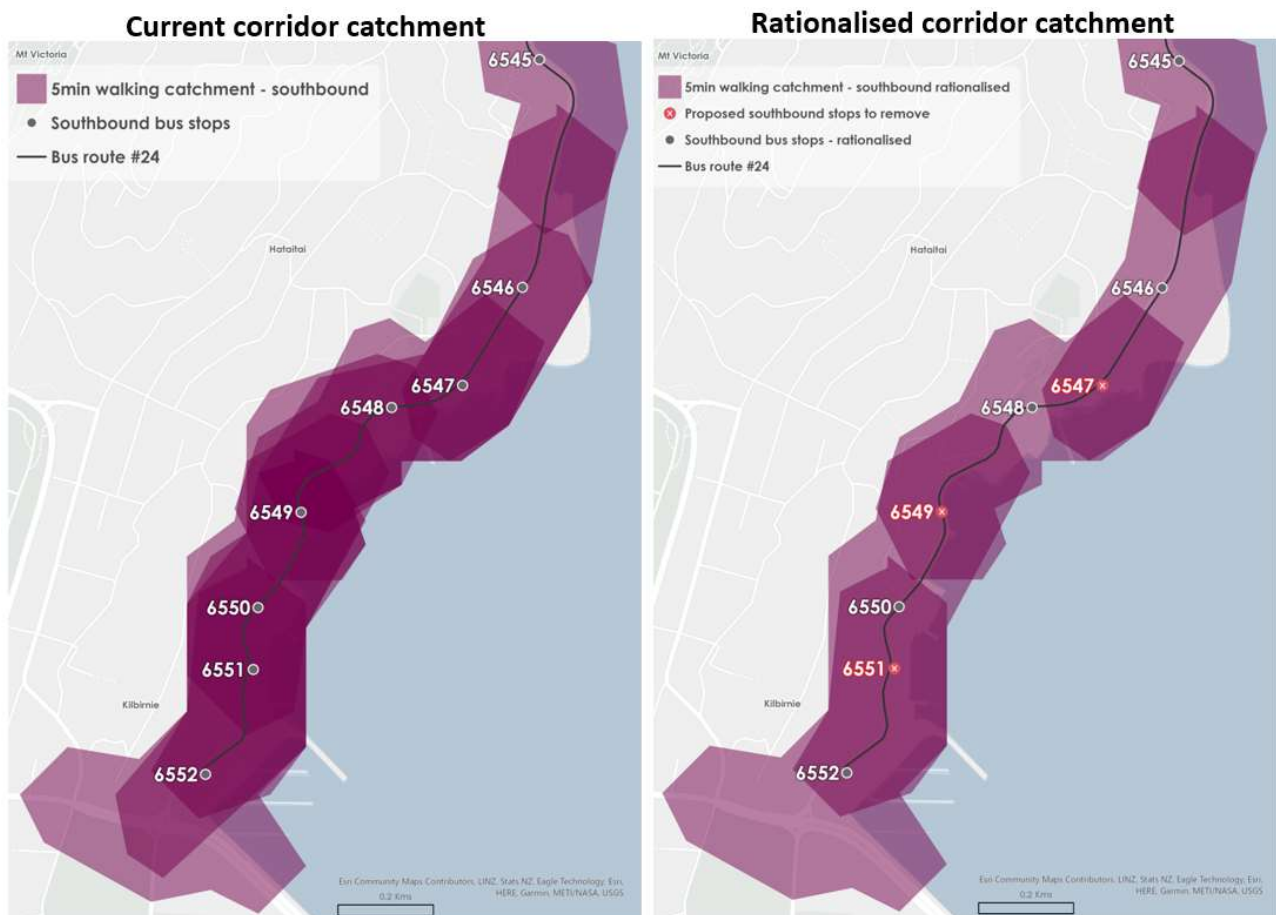 Current corridor catchment
Mt Victoria
5min walking catchment - southbound
Southbound bus stops
Bus route #24
6545
Hataitai
6546
6547
6548
6549
6550
6551
Kilbirnie
6552
Esri Community Maps Contributors, LINZ, Stats NZ, Eagle Technology, Esri,
HERE, Garmin, METI/NASA, USGS
0.2 Kms
Rationalised corridor catchment
Mt Victoria
5min walking catchment - southbound rationalised
Proposed southbound stops to remove
Southbound bus stops - rationalised
Bus route #24
6545
Hataitai
6546
6547
6548
6549
6550
6551
Kilbirnie
6552
Esri Community Maps Contributors, LINZ, Stats NZ, Eagle Technology, Esri,
HERE, Garmin, METI/NASA, USGS
0.2 Kms